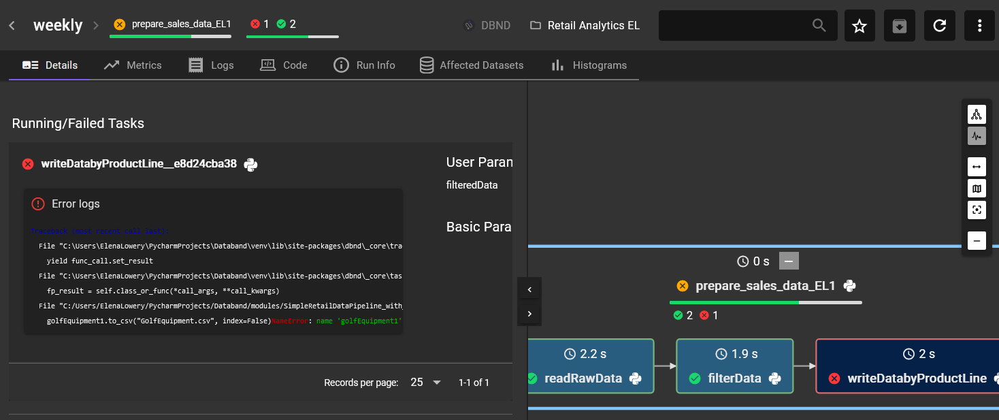 weekly
prepare_sales_data_EL1
1 2
DBND
Retail Analytics EL
Details
Metrics
Logs
Code
Run Info
Affected Datasets
Histograms
Running/Failed Tasks
writeDatabyProductLine__e8d24cba38
User Param
filteredData
Error logs
Basic Para
Traceback (most recent call last):
File "C:\Users\ElenaLowery\PycharmProjects\Databand\venv\lib\site-packages\dbnd\_core\tra
yield func_call.set_result
File "C:\Users\ElenaLowery\PycharmProjects\Databand\venv\lib\site-packages\dbnd\_core\tas
fp_result = self.class_or_func(*call_args, **call_kwargs)
File "C:/Users/ElenaLowery/PycharmProjects/Databand/modules/SimpleRetailDataPipeline_with_
golfEquipment1.to_csv("GolfEquipment.csv", index=False)NameError: name 'golfEquipment1'
Records per page: 25 1-1 of 1
0 s
prepare_sales_data_EL1
2 1
2.2 s
readRawData
1.9 s
filterData
2 s
writeDatabyProductLine